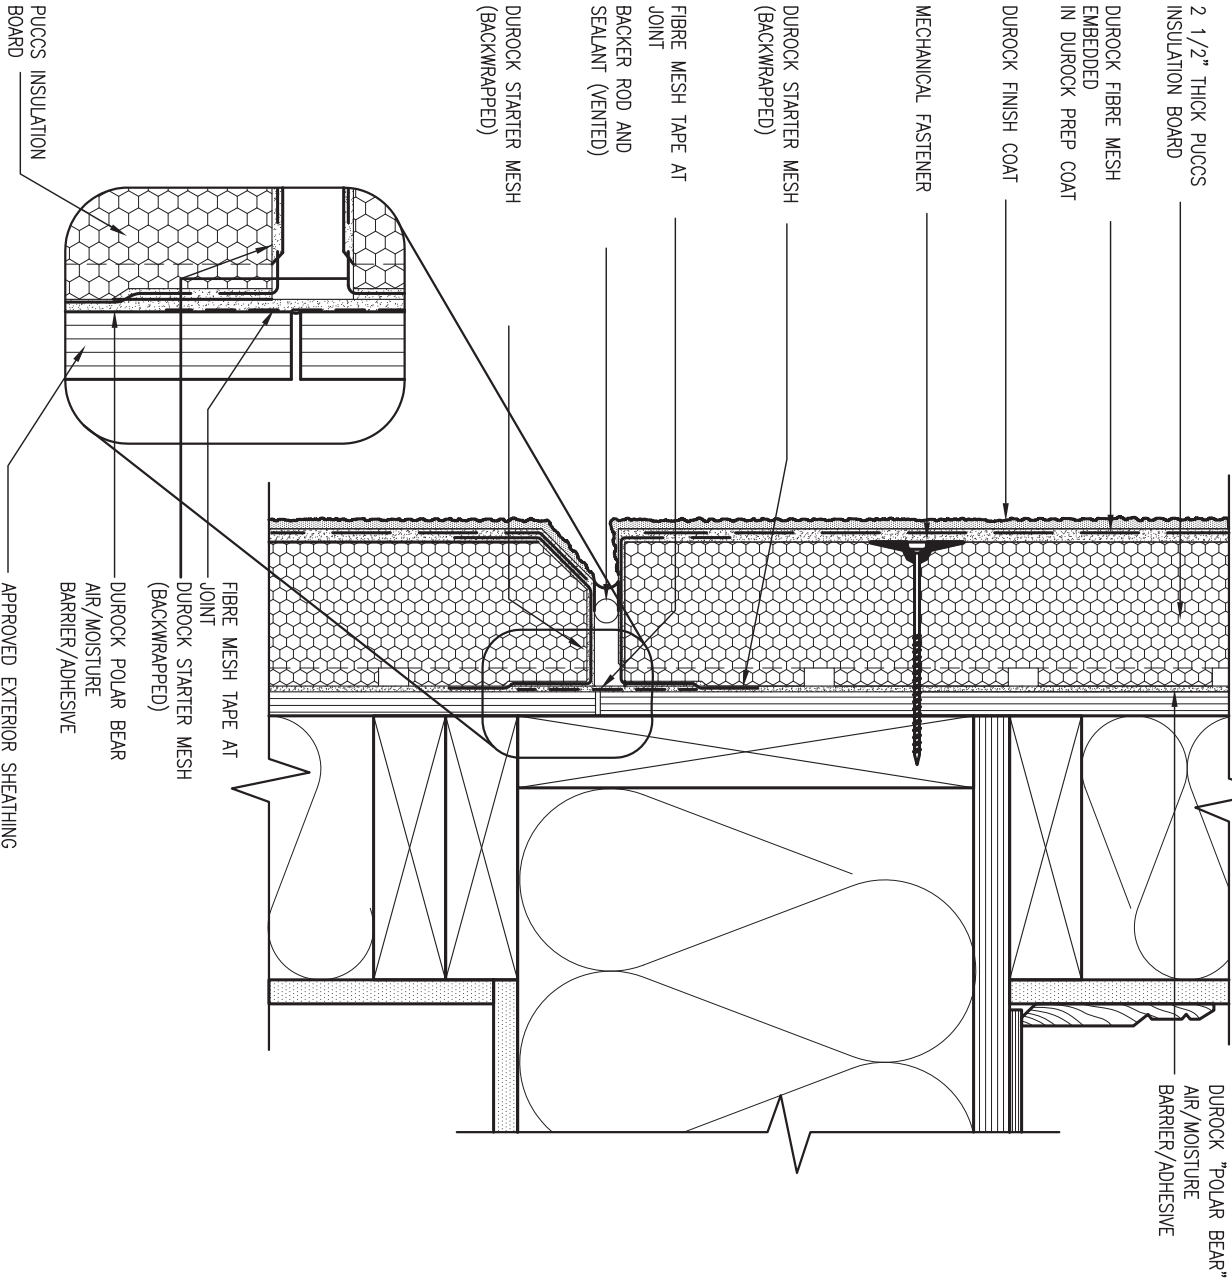 2 1/2" THICK PUCCS
INSULATION BOARD
DUROCK FIBRE MESH
EMBEDDED
IN DUROCK PREP COAT
DUROCK FINISH COAT
MECHANICAL FASTENER
DUROCK STARTER MESH
(BACKWRAPPED)
FIBRE MESH TAPE AT
JOINT
BACKER ROD AND
SEALANT (VENTED)
DUROCK STARTER MESH
(BACKWRAPPED)
PUCCS INSULATION
BOARD
DUROCK "POLAR BEAR"
AIR/MOISTURE
BARRIER/ADHESIVE
FIBRE MESH TAPE AT
JOINT
DUROCK STARTER MESH
(BACKWRAPPED)
DUROCK POLAR BEAR
AIR/MOISTURE
BARRIER/ADHESIVE
APPROVED EXTERIOR SHEATHING